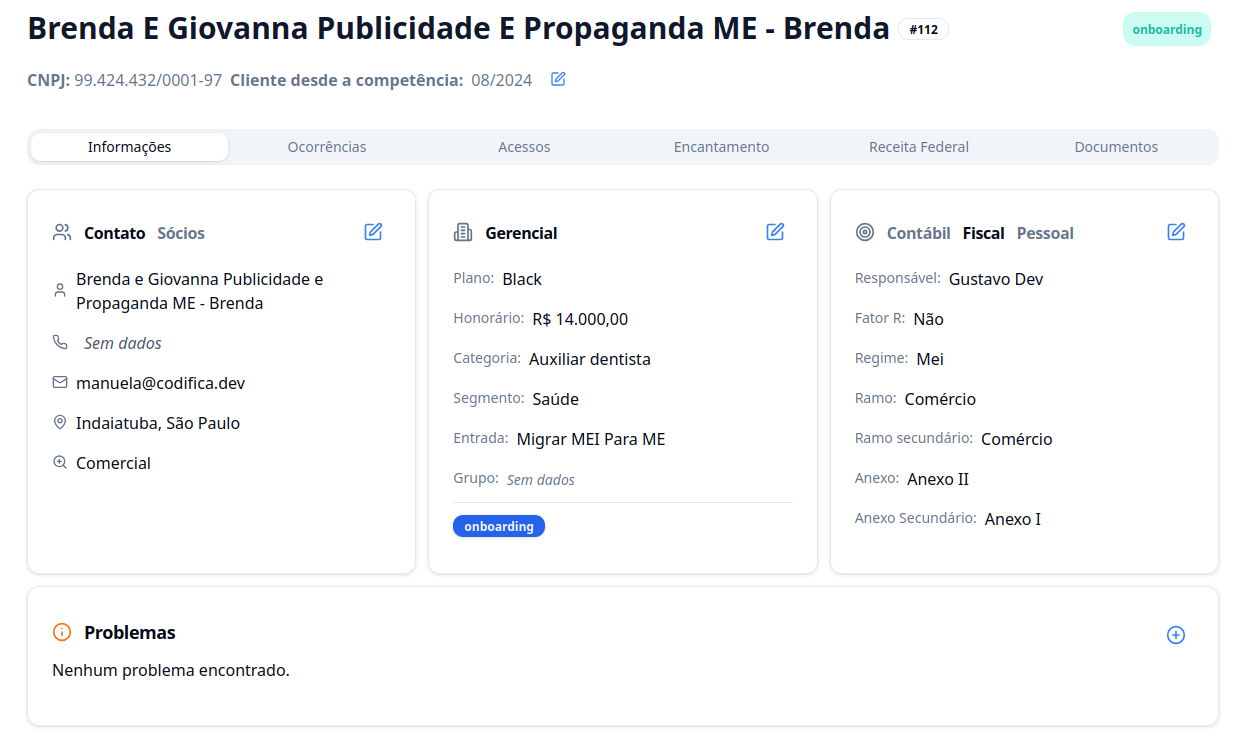 Brenda E Giovanna Publicidade E Propaganda ME - Brenda #112 onboarding
CNPJ: 99.424.432/0001-97 Cliente desde a competência: 08/2024
Informações Ocorrências Acessos Encantamento Receita Federal Documentos
Contato Sócios
Brenda e Giovanna Publicidade e
Propaganda ME - Brenda
Sem dados
manuela@codifica.dev
Indaiatuba, São Paulo
Comercial
Gerencial
Plano: Black
Honorário: R$ 14.000,00
Categoria: Auxiliar dentista
Segmento: Saúde
Entrada: Migrar MEI Para ME
Grupo: Sem dados
onboarding
Contábil Fiscal Pessoal
Responsável: Gustavo Dev
Fator R: Não
Regime: Mei
Ramo: Comércio
Ramo secundário: Comércio
Anexo: Anexo II
Anexo Secundário: Anexo I
Problemas
Nenhum problema encontrado.